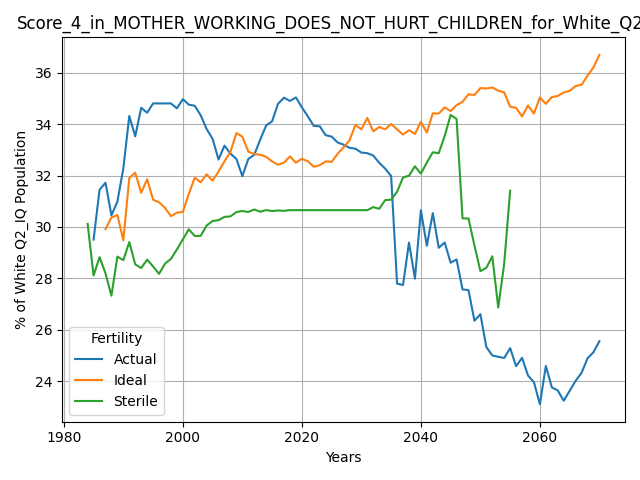 Score_4_in_MOTHER_WORKING_DOES_NOT_HURT_CHILDREN_for_White_Q2
36
34
32
30
28
26
24
% of White Q2_IQ Population
Fertility
Actual
Ideal
Sterile
1980
2000
2020
2040
2060
Years